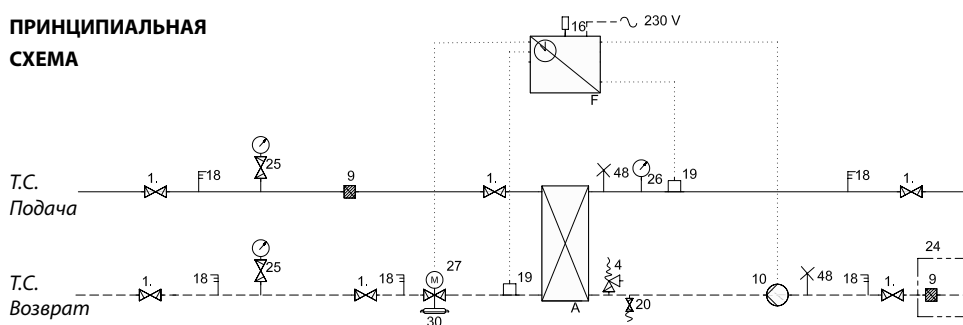 ПРИНЦИПИАЛЬНАЯ
СХЕМА
16 230 V
F
Т.С.
Подача
1. 18 25 9 1. 48 26 19 18 1.
Т.С.
Возврат
1. 18 25 1. 18 M 27 30 19 A 4 20 10 48 18 1. 24 9